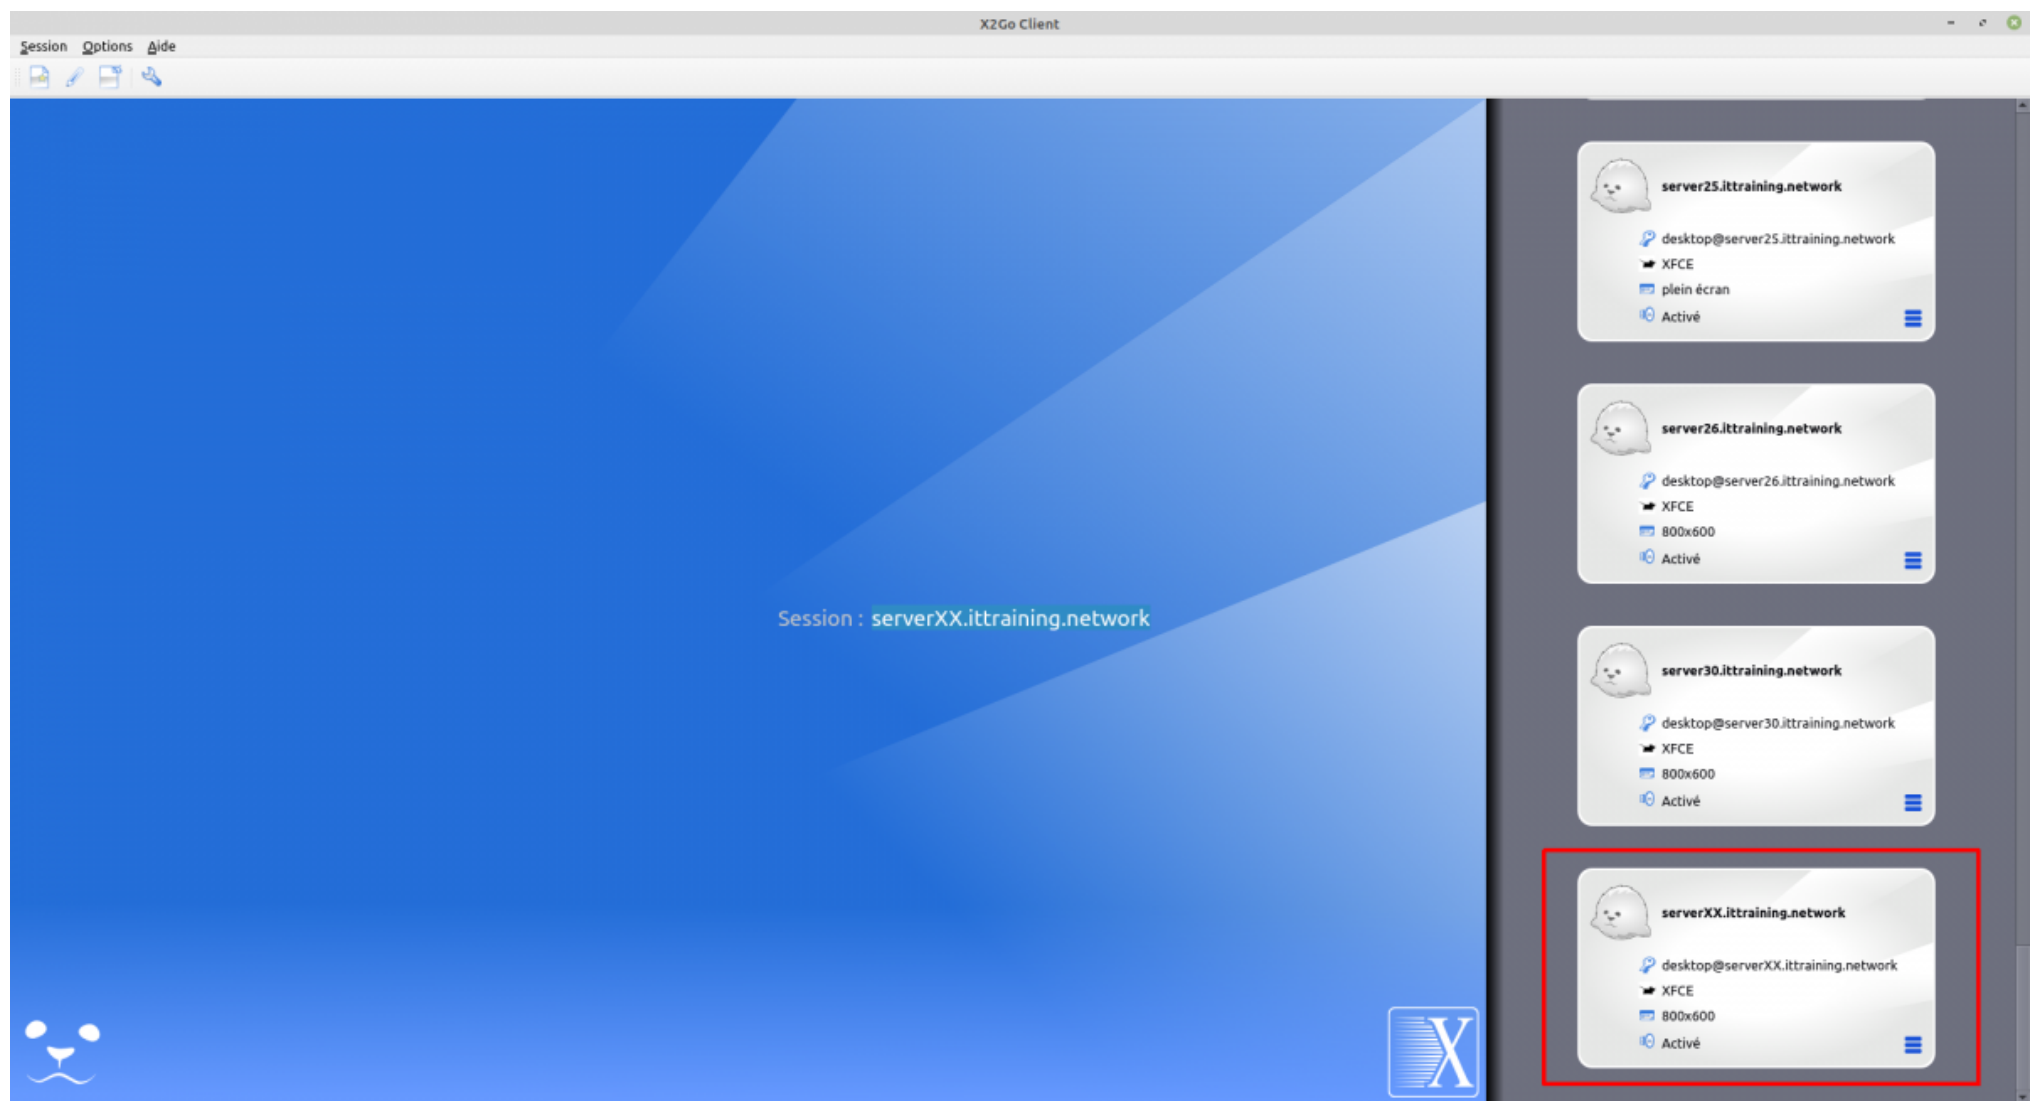 X2Go Client
Session Options Aide
Session : serverXX.ittraining.network
server25.ittraining.network
desktop@server25.ittraining.network
XFCE
plein écran
Activé
server26.ittraining.network
desktop@server26.ittraining.network
XFCE
800x600
Activé
server30.ittraining.network
desktop@server30.ittraining.network
XFCE
800x600
Activé
serverXX.ittraining.network
desktop@serverXX.ittraining.network
XFCE
800x600
Activé
X